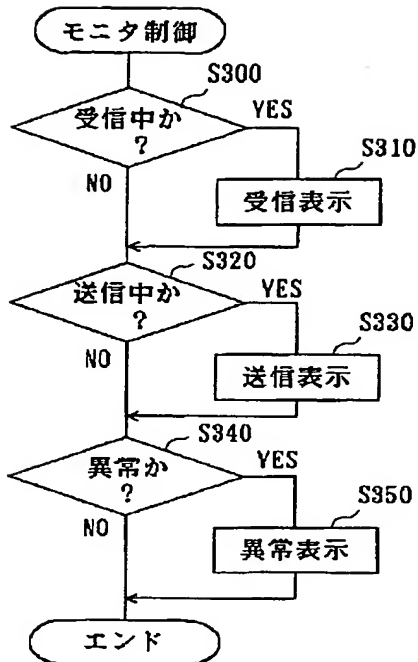 モニタ制御
S300
受信中か
?
YES
S310
NO
受信表示
S320
送信中か
?
YES
S330
NO
送信表示
S340
異常か
?
YES
S350
NO
異常表示
エンド